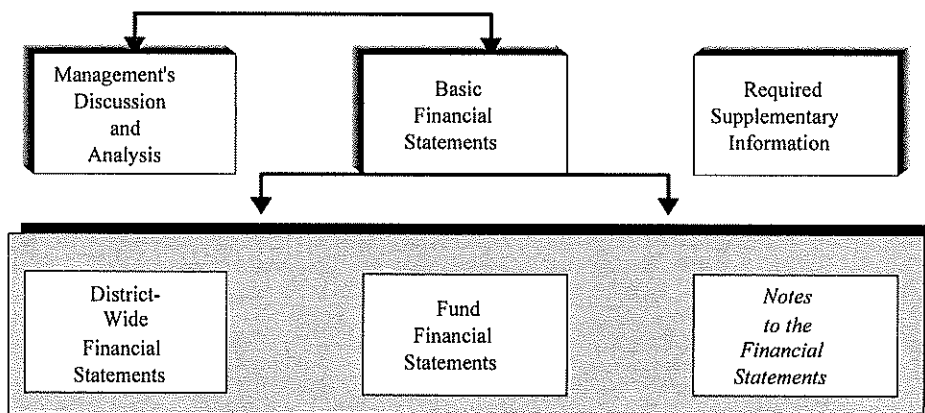 Management's
Discussion
and
Analysis
Basic
Financial
Statements
Required
Supplementary
Information
District-
Wide
Financial
Statements
Fund
Financial
Statements
Notes
to the
Financial
Statements